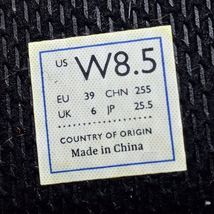 US W8.5
EU 39 CHN 255
UK 6 JP 25.5
COUNTRY OF ORIGIN
Made in China